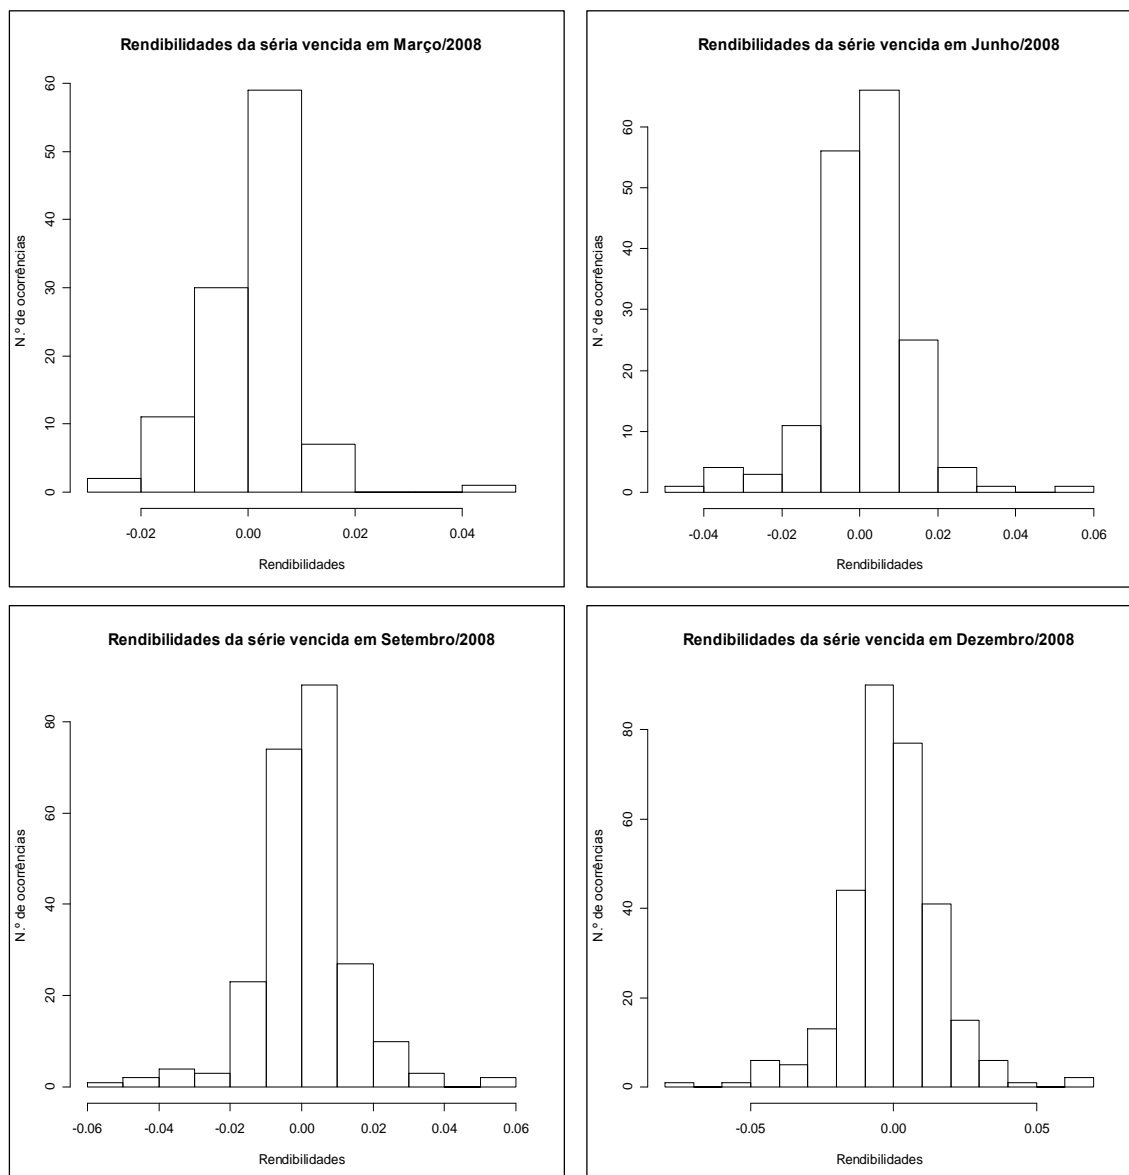 Rendibilidades da séria vencida em Março/2008
N.º de ocorrências
60
50
40
30
20
10
0
-0.02 0.00 0.02 0.04
Rendibilidades
Rendibilidades da série vencida em Junho/2008
N.º de ocorrências
60
50
40
30
20
10
0
-0.04 -0.02 0.00 0.02 0.04 0.06
Rendibilidades
Rendibilidades da série vencida em Setembro/2008
N.º de ocorrências
80
60
40
20
0
-0.06 -0.04 -0.02 0.00 0.02 0.04 0.06
Rendibilidades
Rendibilidades da série vencida em Dezembro/2008
N.º de ocorrências
80
60
40
20
0
-0.05 0.00 0.05
Rendibilidades